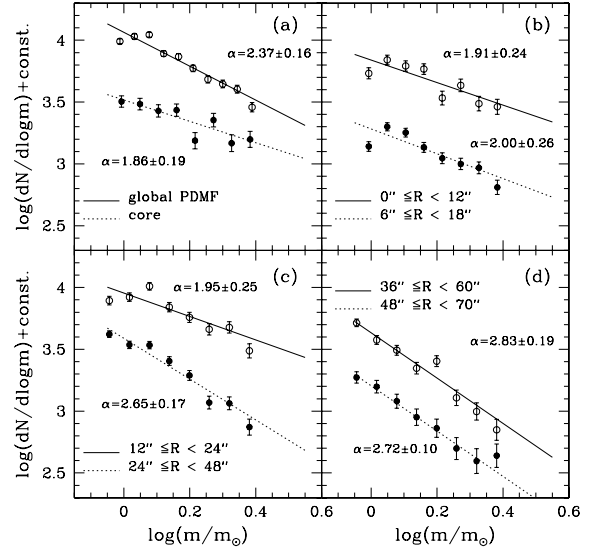 (a)
α=2.37±0.16
α=1.86±0.19
global PDMF
core
4
3.5
3
2.5
log(dN/dlogm)+const.
(b)
α=1.91±0.24
α=2.00±0.26
0″ ≦R < 12″
6″ ≦R < 18″
(c)
α=1.95±0.25
α=2.65±0.17
12″ ≦R < 24″
24″ ≦R < 48″
4
3.5
3
2.5
log(dN/dlogm)+const.
0 0.2 0.4
log(m/m⊙)
(d)
36″ ≦R < 60″
48″ ≦R < 70″
α=2.83±0.19
α=2.72±0.10
0.6 0 0.2 0.4 0.6
log(m/m⊙)